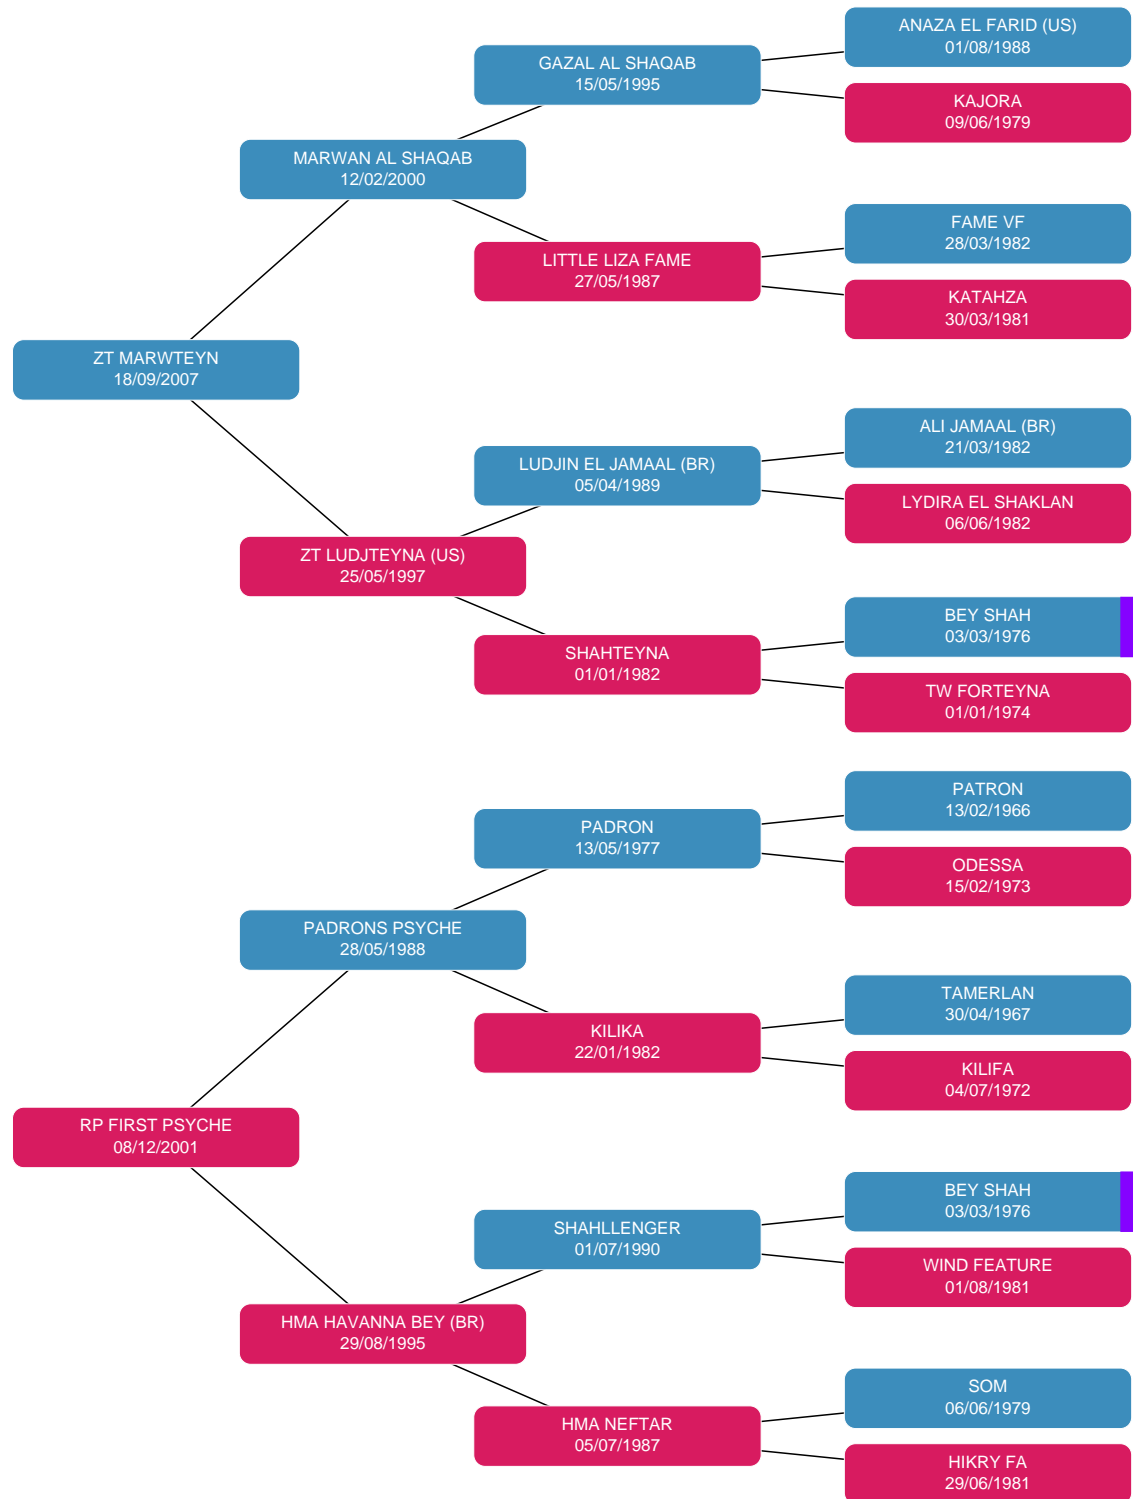 ANAZA EL FARID (US)
01/08/1988
GAZAL AL SHAQAB
15/05/1995
KAJORA
09/06/1979
MARWAN AL SHAQAB
12/02/2000
FAME VF
28/03/1982
LITTLE LIZA FAME
27/05/1987
KATAHZA
30/03/1981
ZT MARWTEYN
18/09/2007
ALI JAMAAL (BR)
21/03/1982
LUDJIN EL JAMAAL (BR)
05/04/1989
LYDIRA EL SHAKLAN
06/06/1982
ZT LUDJTEYNA (US)
25/05/1997
BEY SHAH
03/03/1976
SHAHTEYNA
01/01/1982
TW FORTEYNA
01/01/1974
PATRON
13/02/1966
PADRON
13/05/1977
ODESSA
15/02/1973
PADRONS PSYCHE
28/05/1988
TAMERLAN
30/04/1967
KILIKA
22/01/1982
KILIFA
04/07/1972
RP FIRST PSYCHE
08/12/2001
BEY SHAH
03/03/1976
SHAHLLENGER
01/07/1990
WIND FEATURE
01/08/1981
HMA HAVANNA BEY (BR)
29/08/1995
SOM
06/06/1979
HMA NEFTAR
05/07/1987
HIKRY FA
29/06/1981